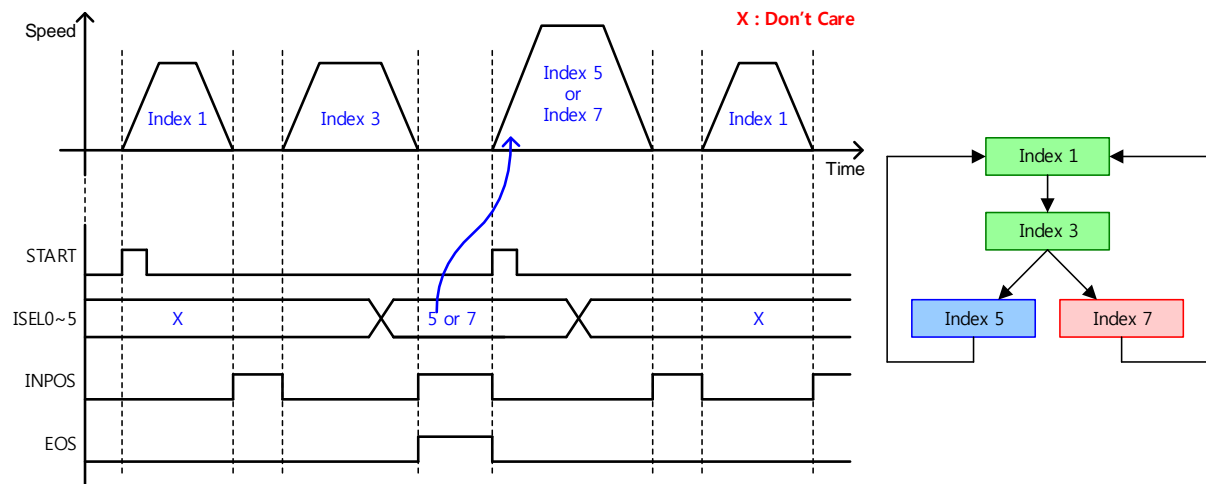 X : Don't Care
Speed
Index 1
Index 3
Index 5
or
Index 7
Index 1
Time
START
ISEL0~5
X
5 or 7
X
INPOS
EOS
Index 1
Index 3
Index 5
Index 7